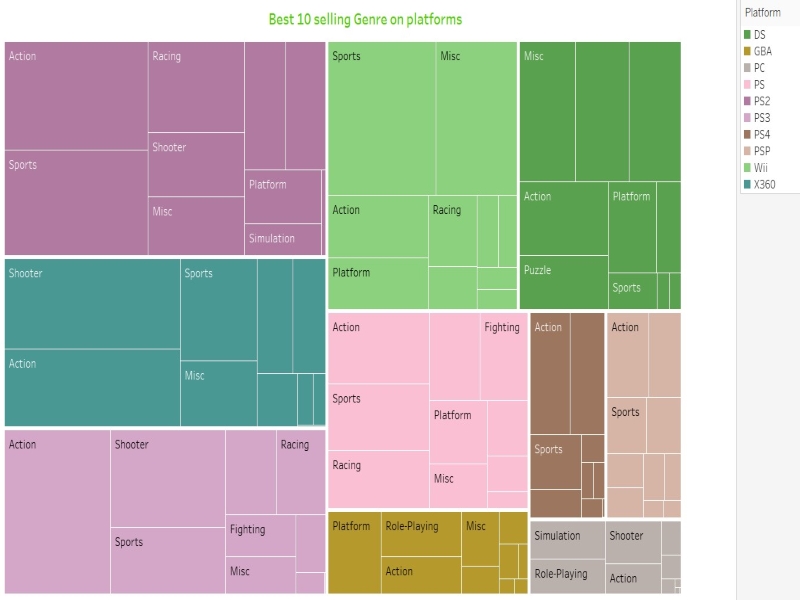 Best 10 selling Genre on platforms
Action
Racing
Shooter
Sports
Misc
Platform
Simulation
Sports
Misc
Action
Racing
Platform
Misc
Action
Platform
Puzzle
Sports
Shooter
Sports
Action
Misc
Action
Shooter
Racing
Sports
Fighting
Misc
Action
Fighting
Sports
Platform
Racing
Misc
Platform
Role-Playing
Misc
Action
Action
Sports
Action
Sports
Simulation
Shooter
Role-Playing
Action
Platform
DS
GBA
PC
PS
PS2
PS3
PS4
PSP
Wii
X360